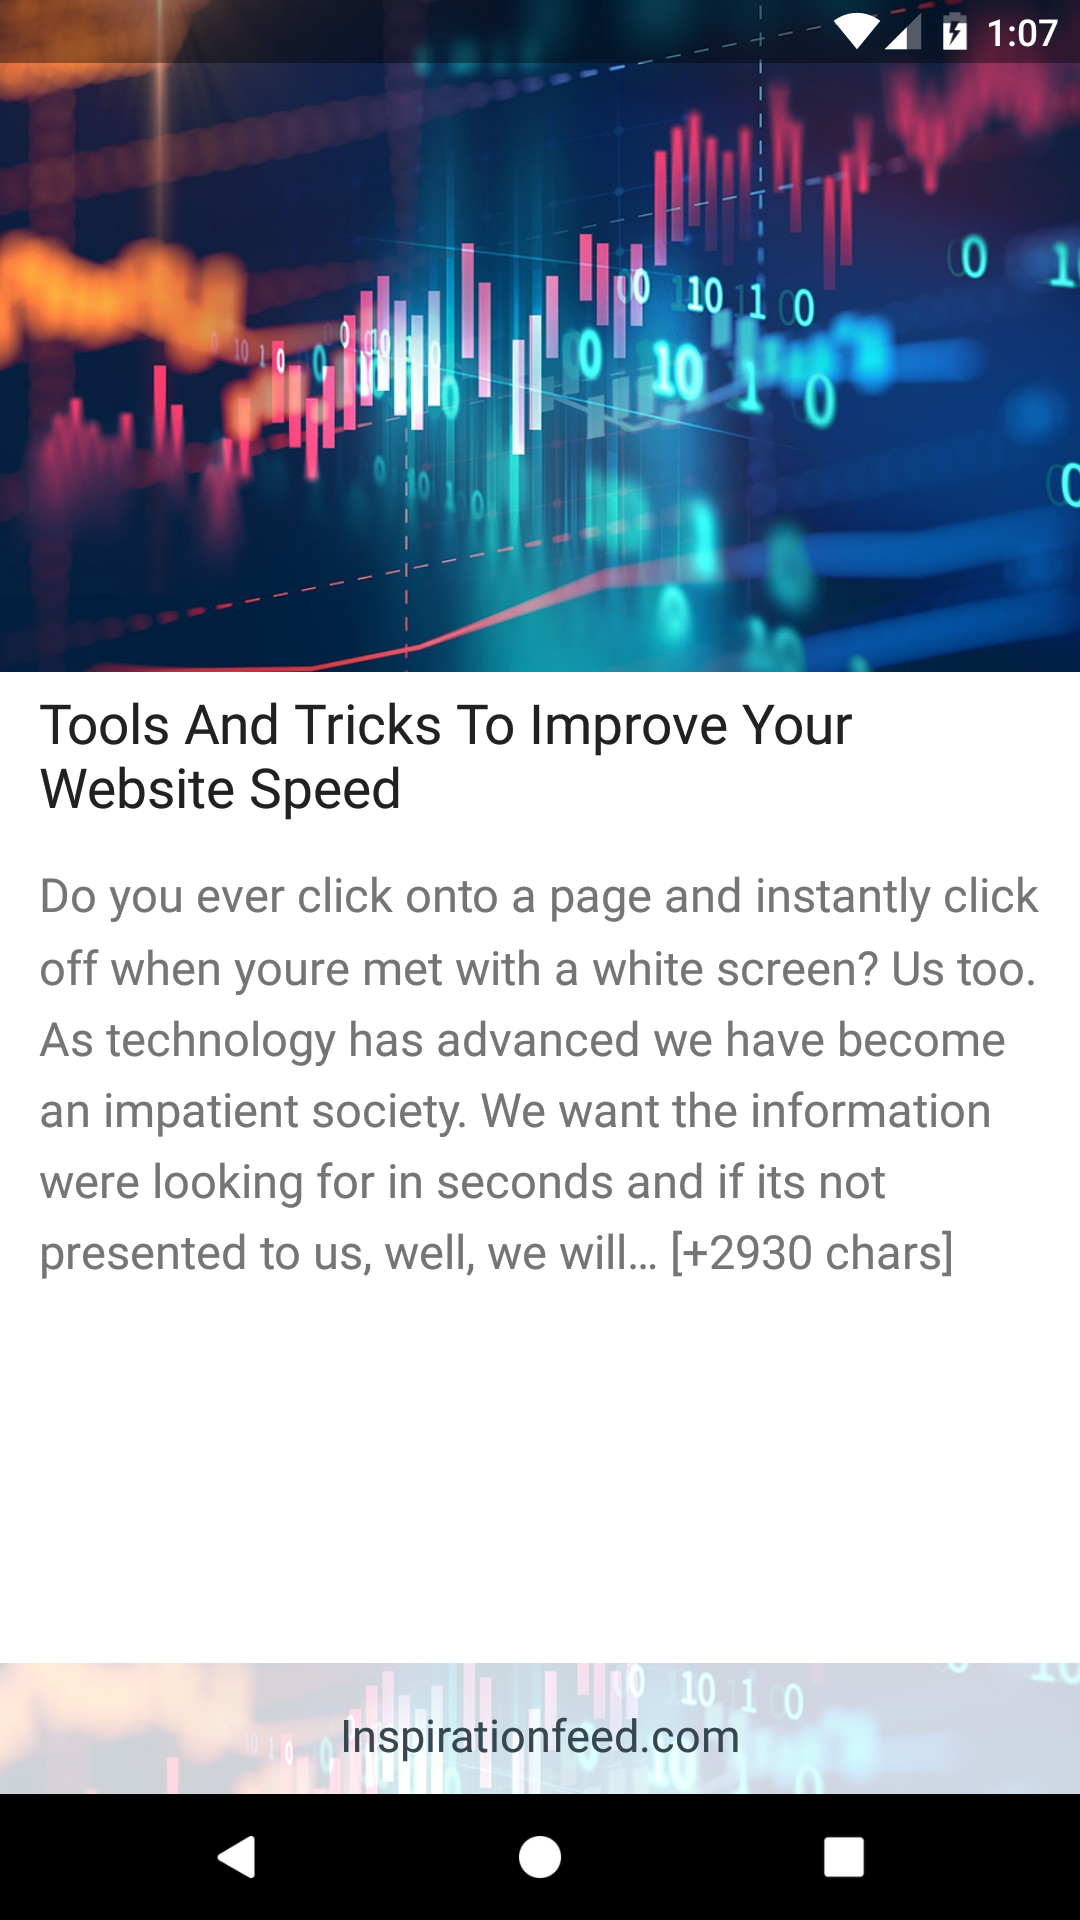 1:07
Tools And Tricks To Improve Your
Website Speed
Do you ever click onto a page and instantly click
off when youre met with a white screen? Us too.
As technology has advanced we have become
an impatient society. We want the information
were looking for in seconds and if its not
presented to us, well, we will… [+2930 chars]
Inspirationfeed.com